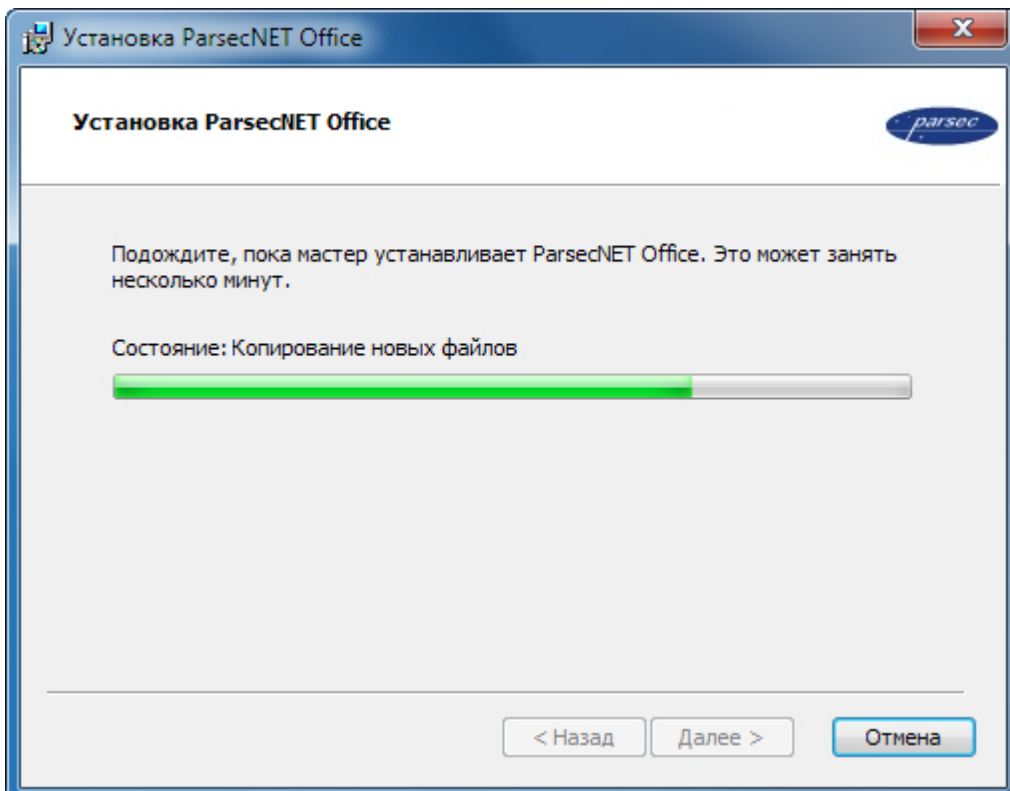 Установка ParsecNET Office
Установка ParsecNET Office
parsec
Подождите, пока мастер устанавливает ParsecNET Office. Это может занять
несколько минут.
Состояние: Копирование новых файлов
< Назад
Далее >
Отмена